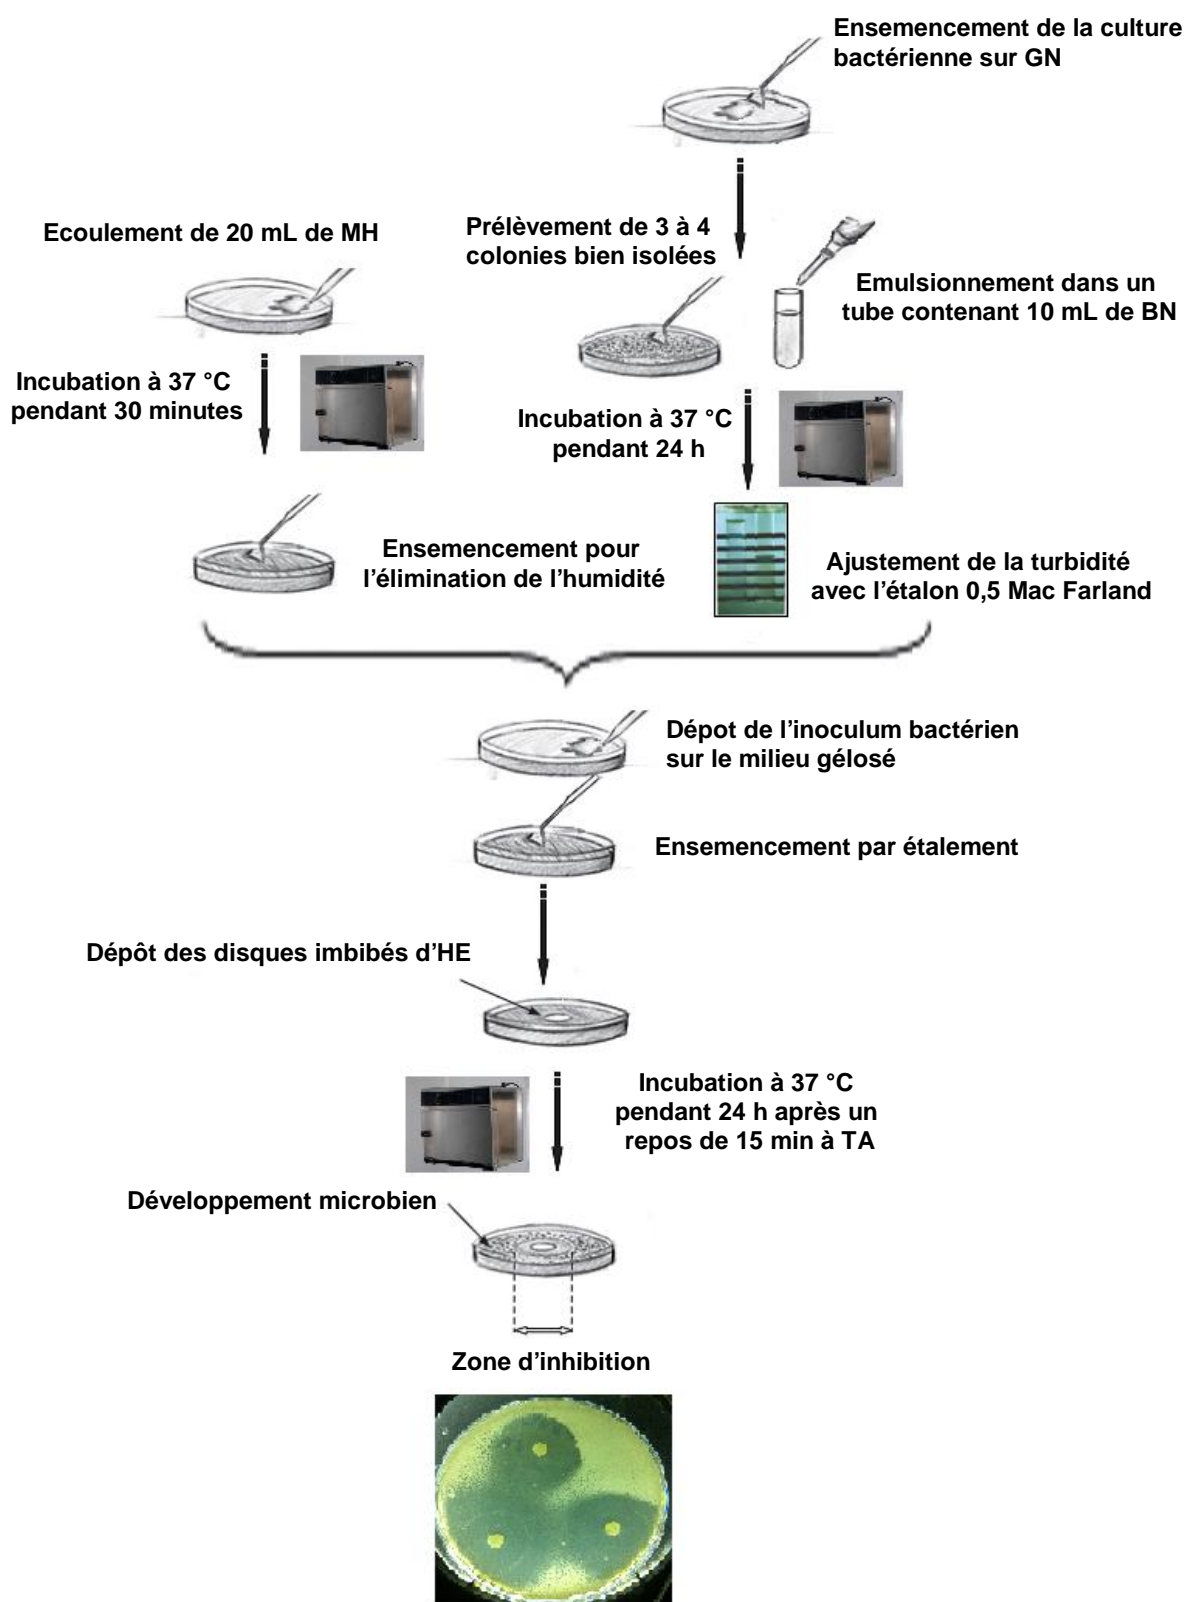 Ensemencement de la culture
bactérienne sur GN
Ecoulement de 20 mL de MH
Prélèvement de 3 à 4
colonies bien isolées
Emulsionnement dans un
tube contenant 10 mL de BN
Incubation à 37 °C
pendant 30 minutes
Incubation à 37 °C
pendant 24 h
Ensemencement pour
l'élimination de l'humidité
Ajustement de la turbidité
avec l'étalon 0,5 Mac Farland
Dépot de l'inoculum bactérien
sur le milieu gélosé
Ensemencement par étalement
Dépôt des disques imbibés d'HE
Incubation à 37 °C
pendant 24 h après un
repos de 15 min à TA
Développement microbien
Zone d'inhibition